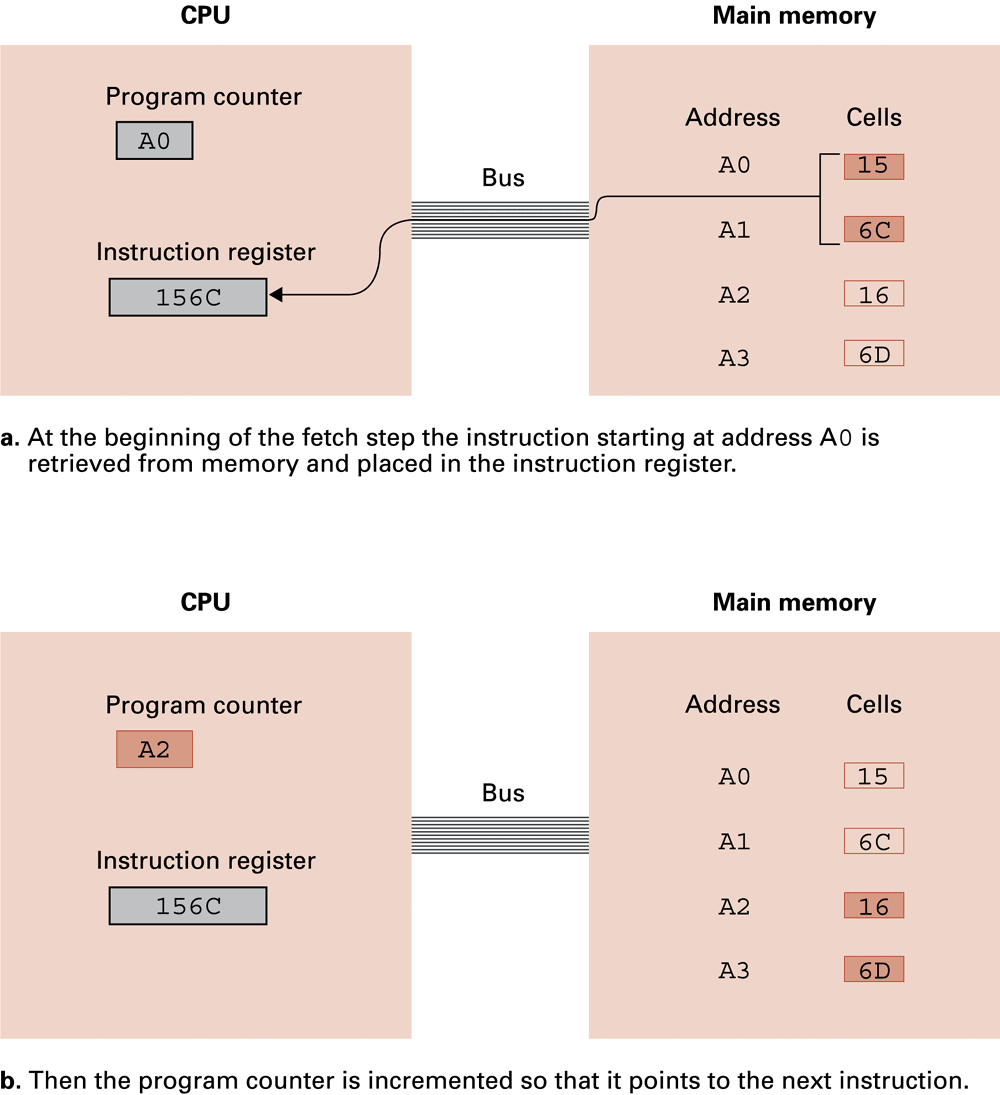 CPU
Main memory
Program counter
A0
Instruction register
156C
Bus
Address Cells
A0 15
A1 6C
A2 16
A3 6D
a. At the beginning of the fetch step the instruction starting at address A0 is
retrieved from memory and placed in the instruction register.
CPU
Main memory
Program counter
A2
Instruction register
156C
Bus
Address Cells
A0 15
A1 6C
A2 16
A3 6D
b. Then the program counter is incremented so that it points to the next instruction.